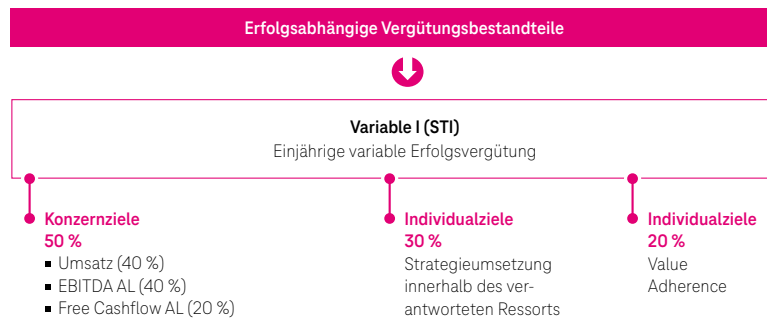 Erfolgsabhängige Vergütungsbestandteile
Variable I (STI)
Einjährige variable Erfolgsvergütung
Konzernziele
50 %
▪ Umsatz (40 %)
▪ EBITDA AL (40 %)
▪ Free Cashflow AL (20 %)
Individualziele
30 %
Strategieumsetzung
innerhalb des ver-
antworteten Ressorts
Individualziele
20 %
Value
Adherence